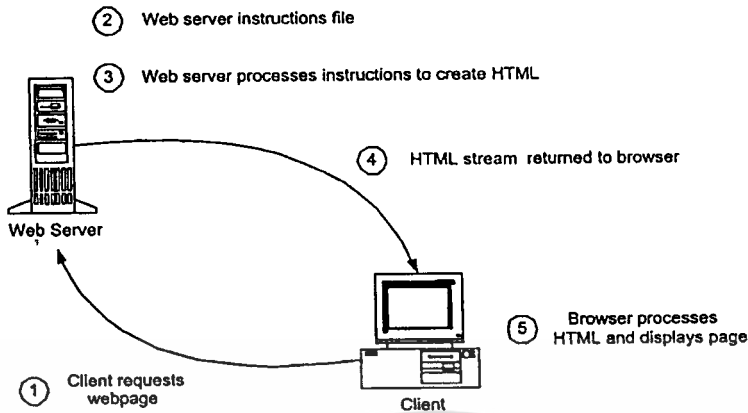 2 Web server instructions file
3 Web server processes instructions to create HTML
4 HTML stream returned to browser
Web Server
5 Browser processes
HTML and displays page
1 Client requests
webpage
Client